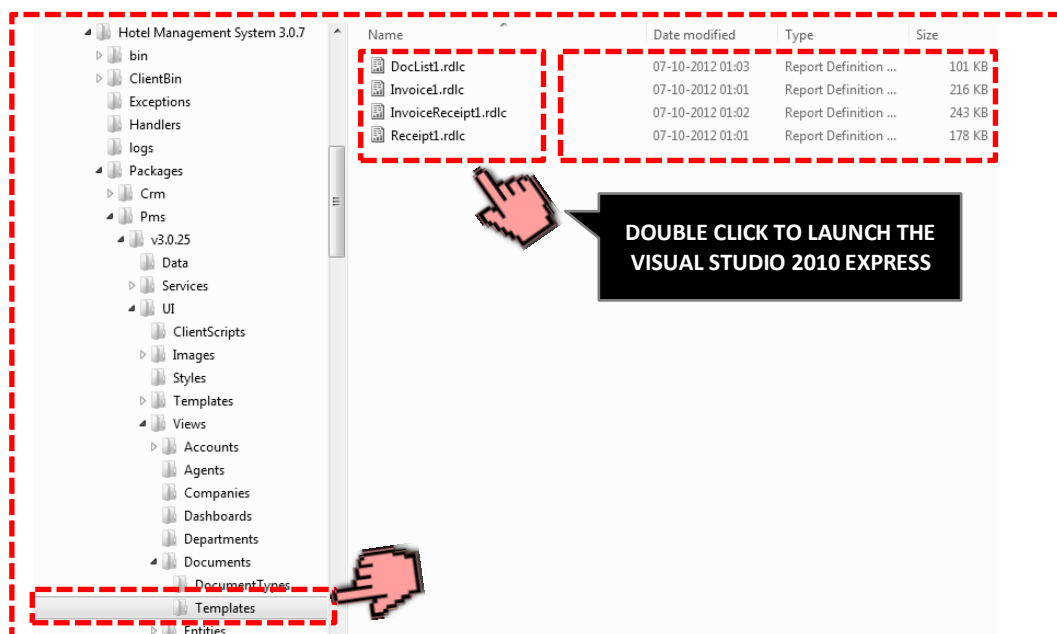 Hotel Management System 3.0.7
bin
ClientBin
Exceptions
Handlers
logs
Packages
Crm
Pms
v3.0.25
Data
Services
UI
ClientScripts
Images
Styles
Templates
Views
Accounts
Agents
Companies
Dashboards
Departments
Documents
DocumentTypes
Templates
Entities
Name Date modified Type Size
DocList1.rdlc 07-10-2012 01:03 Report Definition ... 101 KB
Invoice1.rdlc 07-10-2012 01:01 Report Definition ... 216 KB
InvoiceReceipt1.rdlc 07-10-2012 01:02 Report Definition ... 243 KB
Receipt1.rdlc 07-10-2012 01:01 Report Definition ... 178 KB
DOUBLE CLICK TO LAUNCH THE
VISUAL STUDIO 2010 EXPRESS